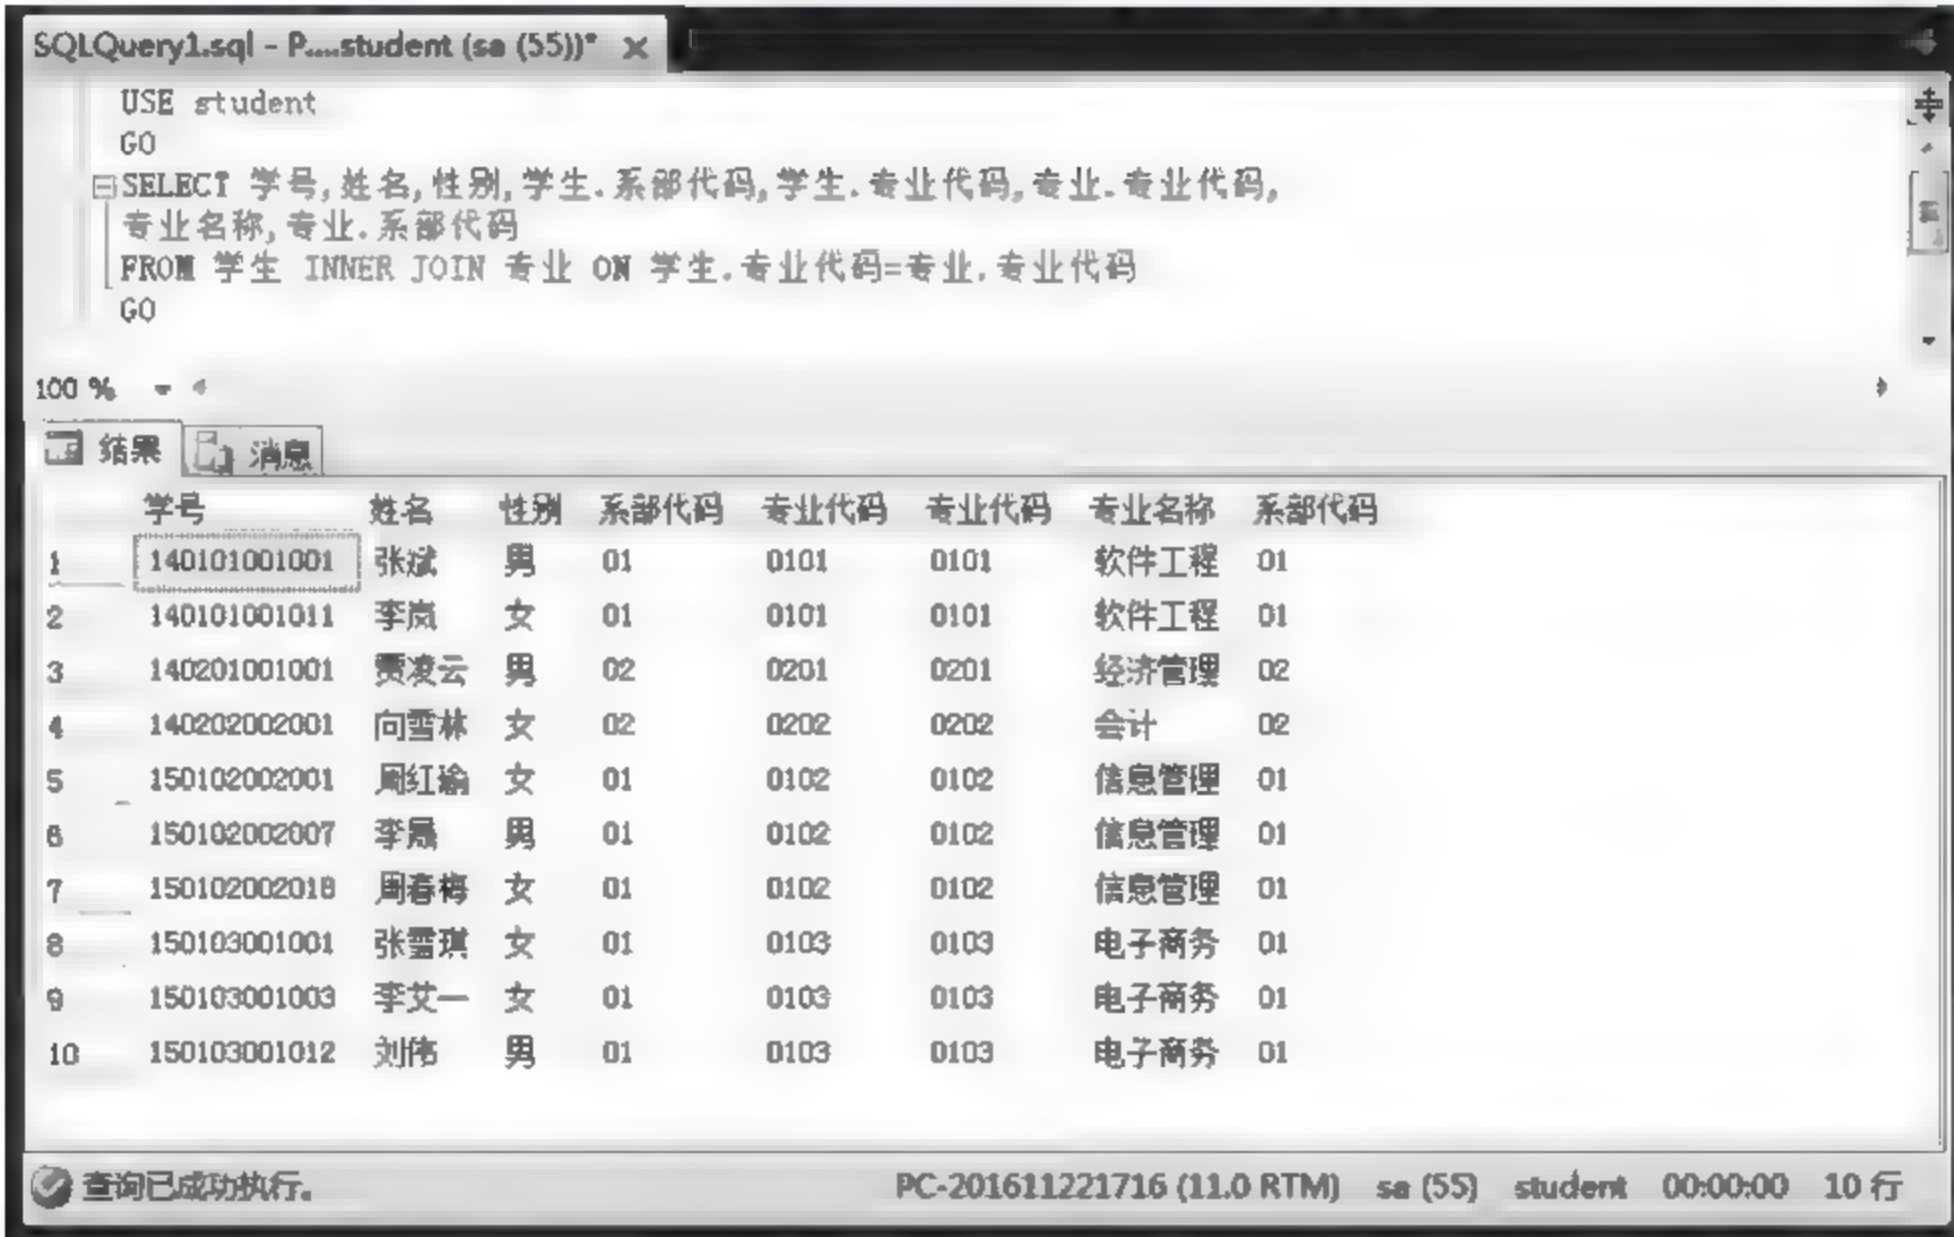 SQLQuery1.sql - P....student (sa (55))* ×
USE student
GO
SELECT 学号,姓名,性别,学生.系部代码,学生.专业代码,专业.专业代码,
专业名称,专业.系部代码
FROM 学生 INNER JOIN 专业 ON 学生.专业代码=专业.专业代码
GO
100 %
结果 消息
学号 姓名 性别 系部代码 专业代码 专业代码 专业名称 系部代码
1 140101001001 张斌 男 01 0101 0101 软件工程 01
2 140101001011 李岚 女 01 0101 0101 软件工程 01
3 140201001001 贾凌云 男 02 0201 0201 经济管理 02
4 140202002001 向雪林 女 02 0202 0202 会计 02
5 150102002001 周红瑜 女 01 0102 0102 信息管理 01
6 150102002007 李晟 男 01 0102 0102 信息管理 01
7 150102002018 周春梅 女 01 0102 0102 信息管理 01
8 150103001001 张雪琪 女 01 0103 0103 电子商务 01
9 150103001003 李艾一 女 01 0103 0103 电子商务 01
10 150103001012 刘伟 男 01 0103 0103 电子商务 01
查询已成功执行。 PC-201611221716 (11.0 RTM) sa (55) student 00:00:00 10 行